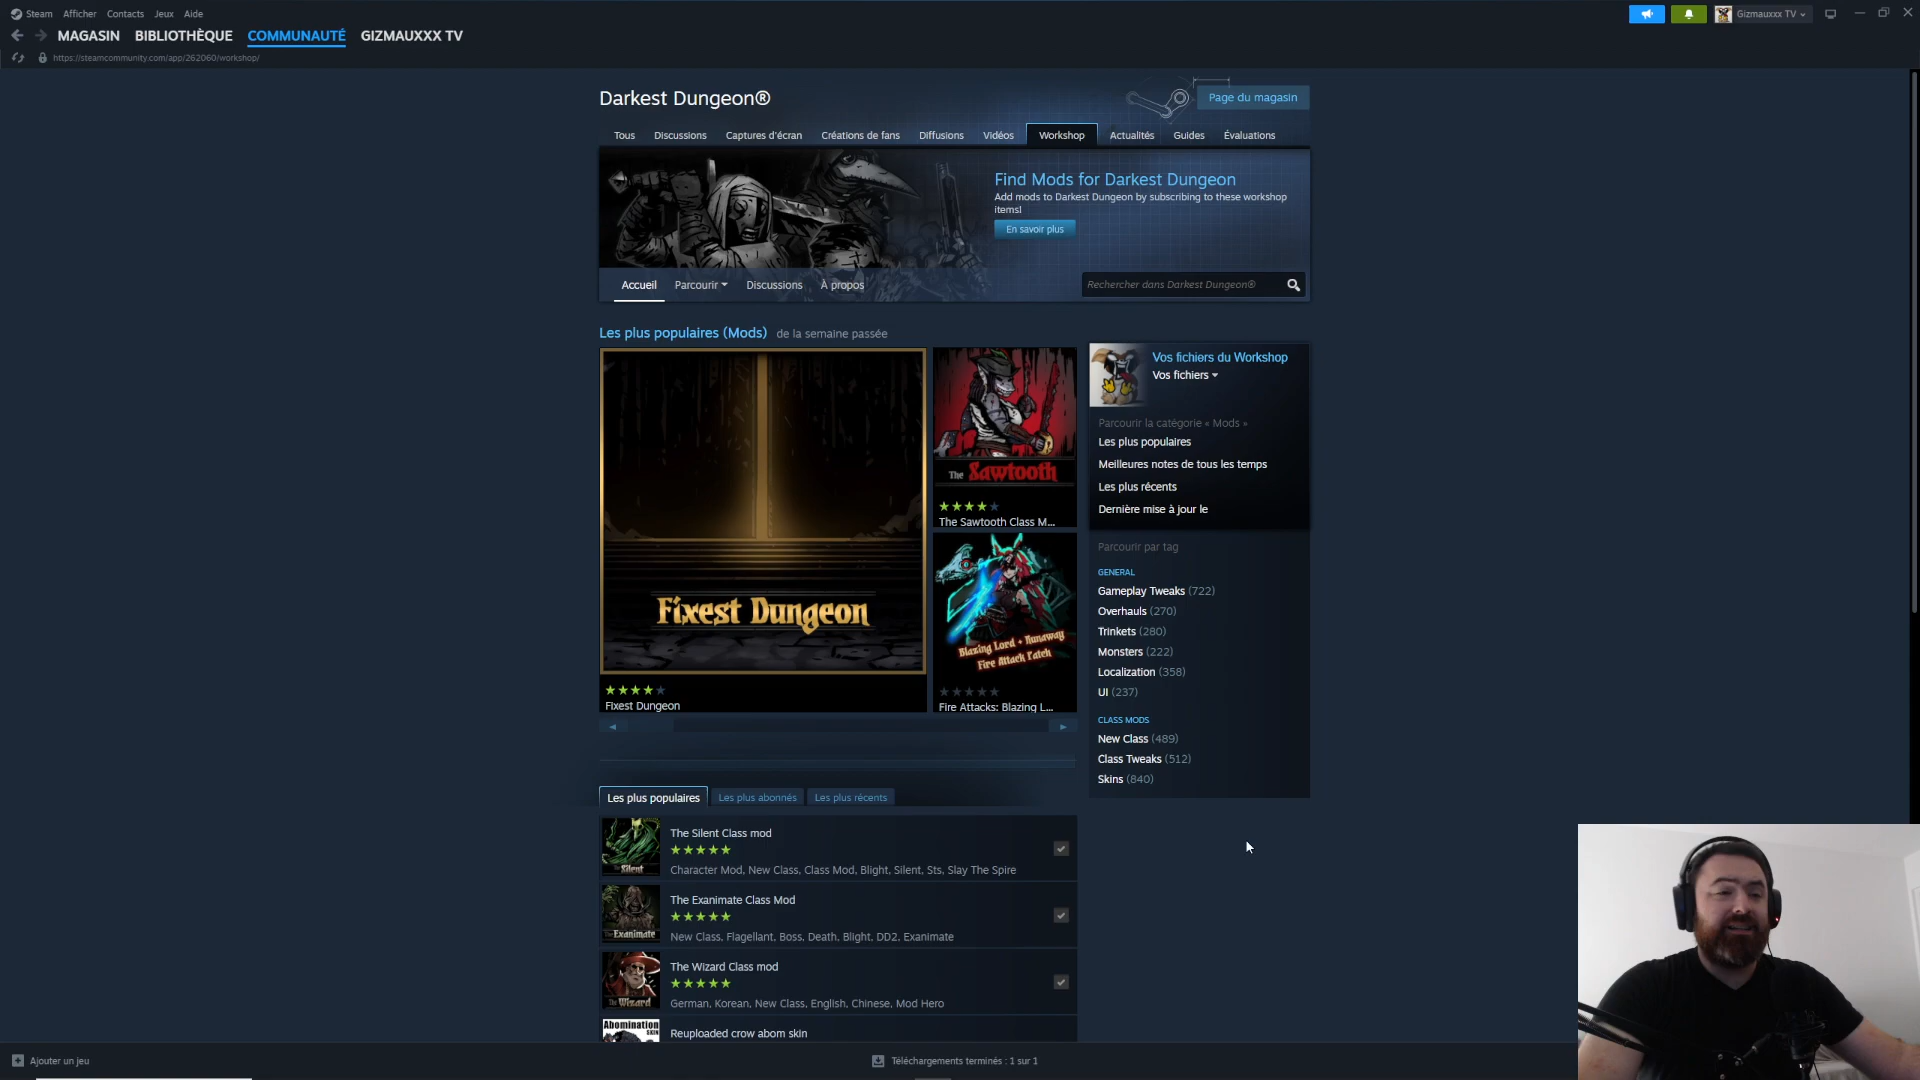 Steam Afficher Contacts Jeux Aide
Gizmauxxx TV
MAGASIN BIBLIOTHÈQUE COMMUNAUTÉ GIZMAUXXX TV
https://steamcommunity.com/app/262060/workshop/
Darkest Dungeon®
Page du magasin
Tous Discussions Captures d'écran Créations de fans Diffusions Vidéos Workshop Actualités Guides Évaluations
Find Mods for Darkest Dungeon
Add mods to Darkest Dungeon by subscribing to these workshop
items!
En savoir plus
Accueil Parcourir Discussions À propos
Rechercher dans Darkest Dungeon®
Les plus populaires (Mods) de la semaine passée
Fixest Dungeon
Fixest Dungeon
The Sawtooth
The Sawtooth Class M...
Blazing Lord + Runaway
Fire Attack Patch
Fire Attacks: Blazing L...
Vos fichiers du Workshop
Vos fichiers
Parcourir la catégorie « Mods »
Les plus populaires
Meilleures notes de tous les temps
Les plus récents
Dernière mise à jour le
Parcourir par tag
GENERAL
Gameplay Tweaks (722)
Overhauls (270)
Trinkets (280)
Monsters (222)
Localization (358)
UI (237)
CLASS MODS
New Class (489)
Class Tweaks (512)
Skins (840)
Les plus populaires Les plus abonnés Les plus récents
The Silent
The Silent Class mod
Character Mod, New Class, Class Mod, Blight, Silent, Sts, Slay The Spire
The Exanimate
The Exanimate Class Mod
New Class, Flagellant, Boss, Death, Blight, DD2, Exanimate
The Wizard
The Wizard Class mod
German, Korean, New Class, English, Chinese, Mod Hero
Abomination
SKIN
Reuploaded crow abom skin
Ajouter un jeu
Téléchargements terminés : 1 sur 1